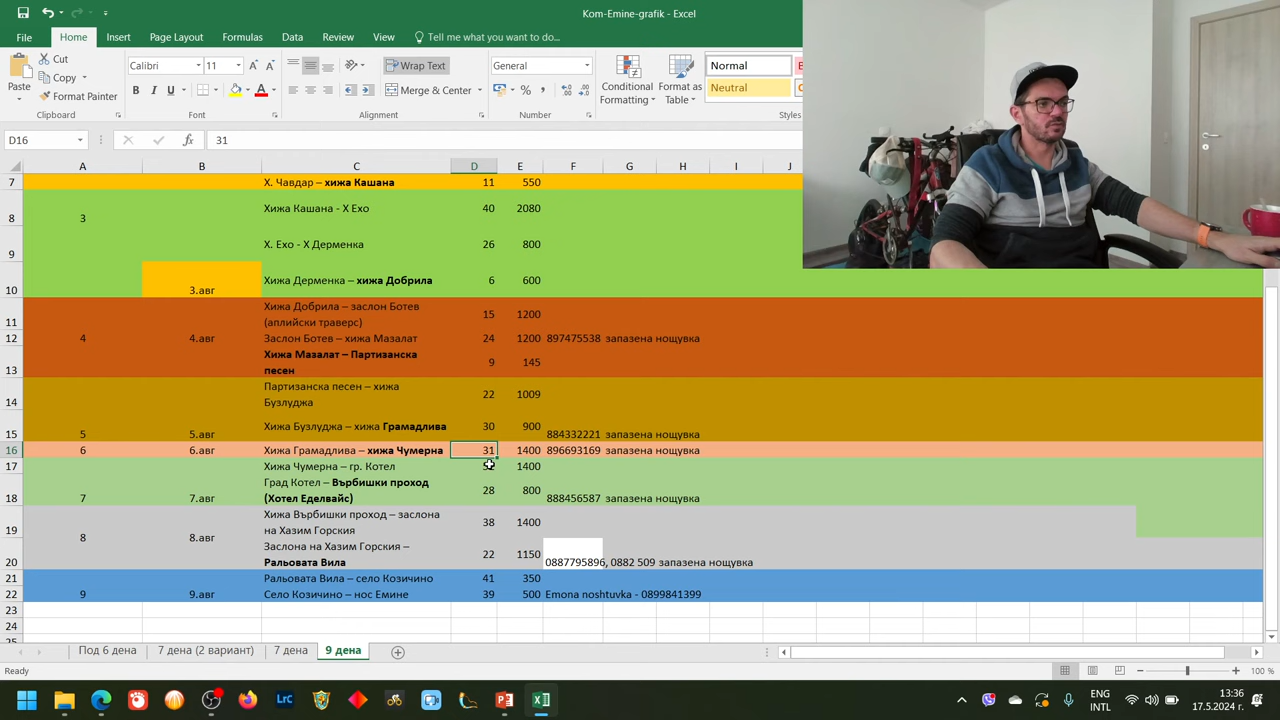 Kom-Emine-grafik - Excel
File Home Insert Page Layout Formulas Data Review View Tell me what you want to do...
Paste
Cut
Copy
Format Painter
Clipboard
Calibri 11
B I U
Font
Wrap Text
Merge & Center
Alignment
General
Number
Conditional Formatting
Format as Table
Normal
Neutral
Styles
D16 fx 31
A B C D E F G H I J
7 Х. Чавдар – хижа Кашана 11 550
8 3 Хижа Кашана - Х Ехо 40 2080
9 Х. Ехо - Х Дерменка 26 800
10 3.авг Хижа Дерменка – хижа Добрила 6 600
11 Хижа Добрила – заслон Ботев (аплийски траверс) 15 1200
12 4 4.авг Заслон Ботев – хижа Мазалат 24 1200 897475538 запазена нощувка
13 Хижа Мазалат – Партизанска песен 9 145
14 Партизанска песен – хижа Бузлуджа 22 1009
15 5 5.авг Хижа Бузлуджа – хижа Грамадлива 30 900 884332221 запазена нощувка
16 6 6.авг Хижа Грамадлива – хижа Чумерна 31 1400 896693169 запазена нощувка
17 Хижа Чумерна – гр. Котел 1400
18 7 7.авг Град Котел – Върбишки проход (Хотел Еделвайс) 28 800 888456587 запазена нощувка
19 8 8.авг Хижа Върбишки проход – заслона на Хазим Горския 38 1400
20 Заслона на Хазим Горския – Ральовата Вила 22 1150 0887795896, 0882 509 запазена нощувка
21 Ральовата Вила – село Козичино 41 350
22 9 9.авг Село Козичино – нос Емине 39 500 Emona noshtuvka - 0899841399
23
24
25
Под 6 дена 7 дена (2 вариант) 7 дена 9 дена
Ready 100 %
LrC
ENG
INTL
13:36
17.5.2024 г.